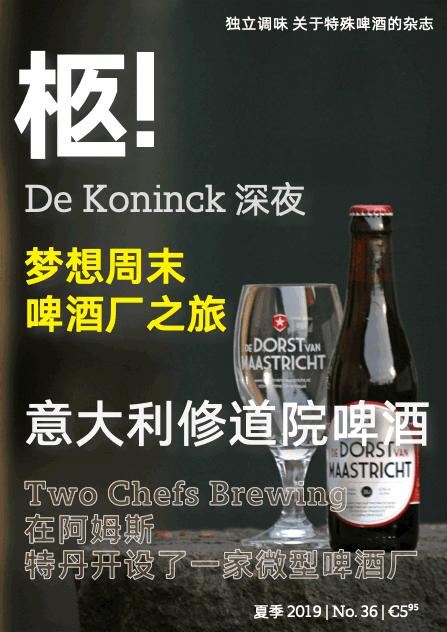 独立调味 关于特殊啤酒的杂志
柩!
De Koninck 深夜
梦想周末
啤酒厂之旅
DE DORST VAN
MAASTRICHT
意大利修道院啤酒
DE DORST VAN
MAASTRICHT
Two Chefs Brewing
在阿姆斯
特丹开设了一家微型啤酒厂
夏季 2019 | No. 36 | €5⁹⁵